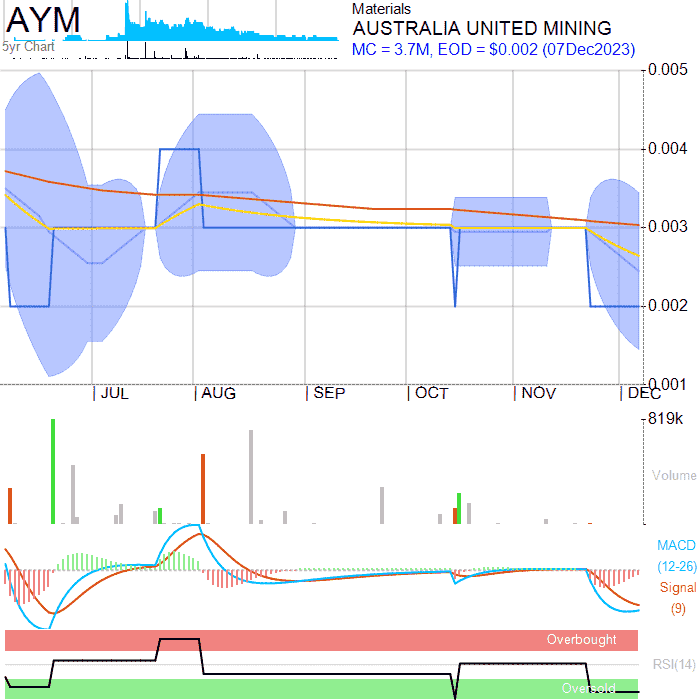 AYM
5yr Chart
Materials
AUSTRALIA UNITED MINING
MC = 3.7M, EOD = $0.002 (07Dec2023)
0.005
0.004
0.003
0.002
0.001
JUL AUG SEP OCT NOV DEC
819k
Volume
MACD
(12-26)
Signal
(9)
Overbought
RSI(14)
Oversold